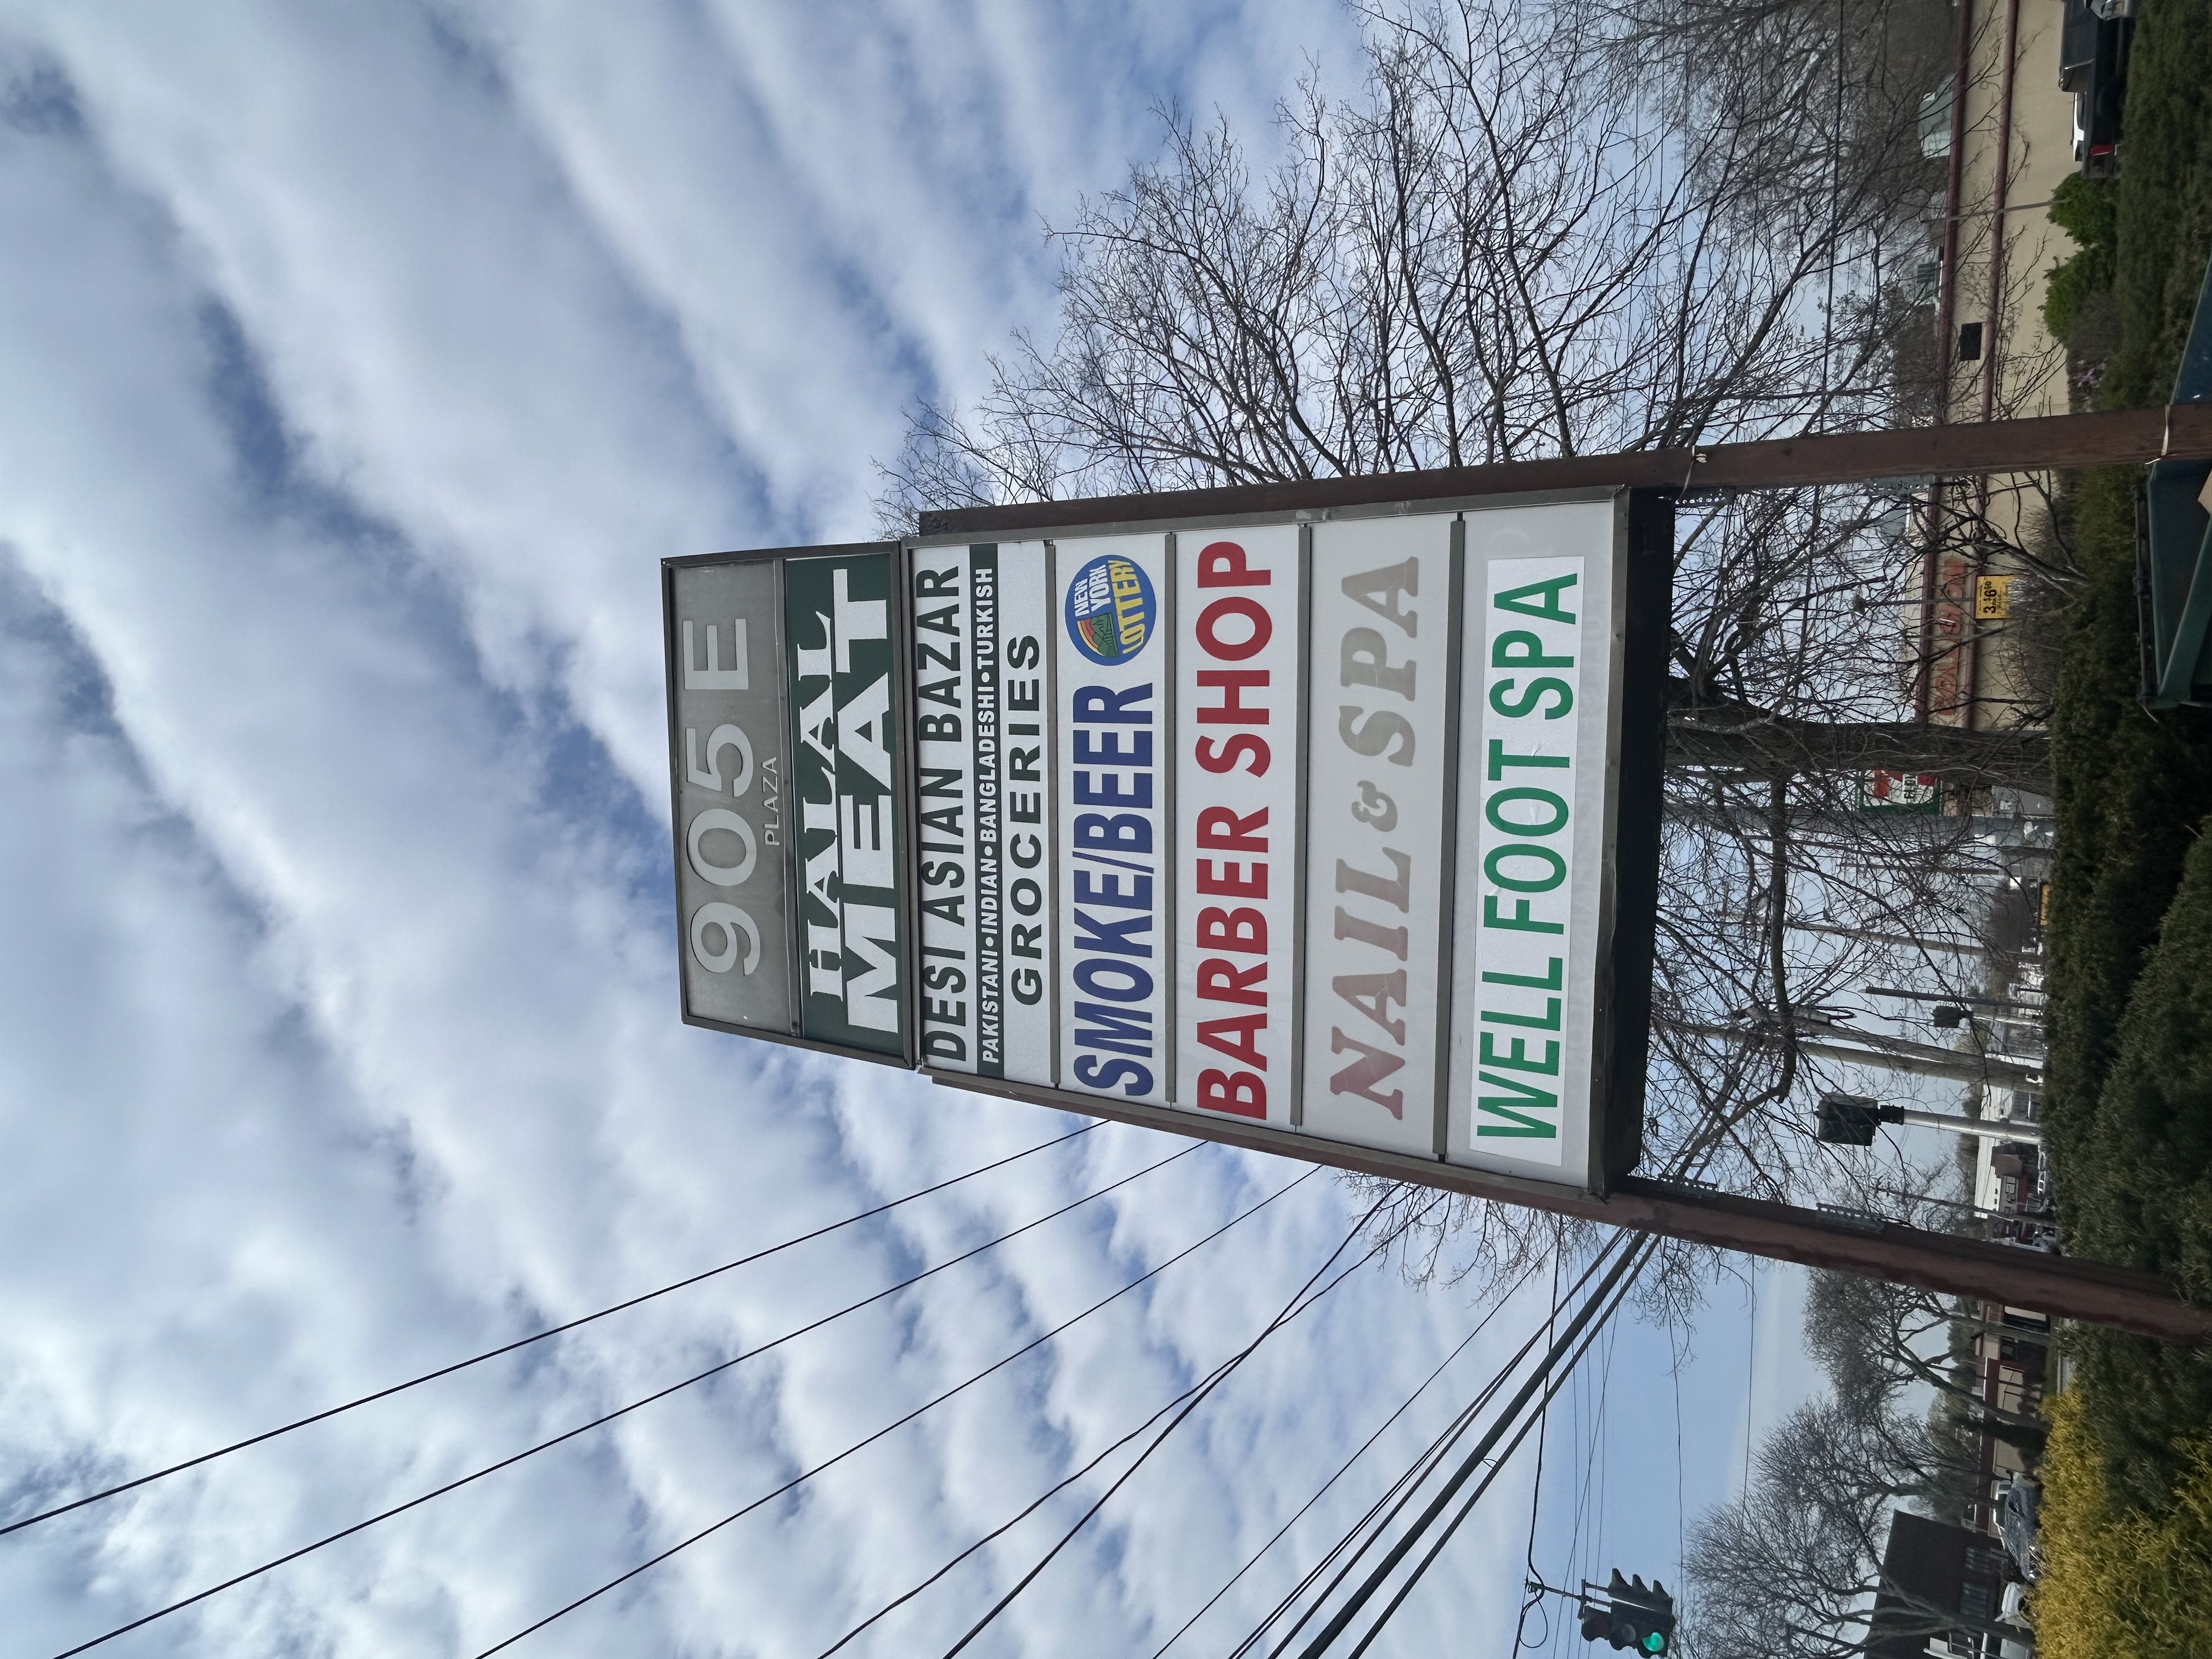 905 E
PLAZA
HALAL
MEAT
DESI ASIAN BAZAR
PAKISTANI•INDIAN•BANGLADESHI•TURKISH
GROCERIES
SMOKE/BEER
NEW
YORK
LOTTERY
BARBER SHOP
NAIL & SPA
WELL FOOT SPA